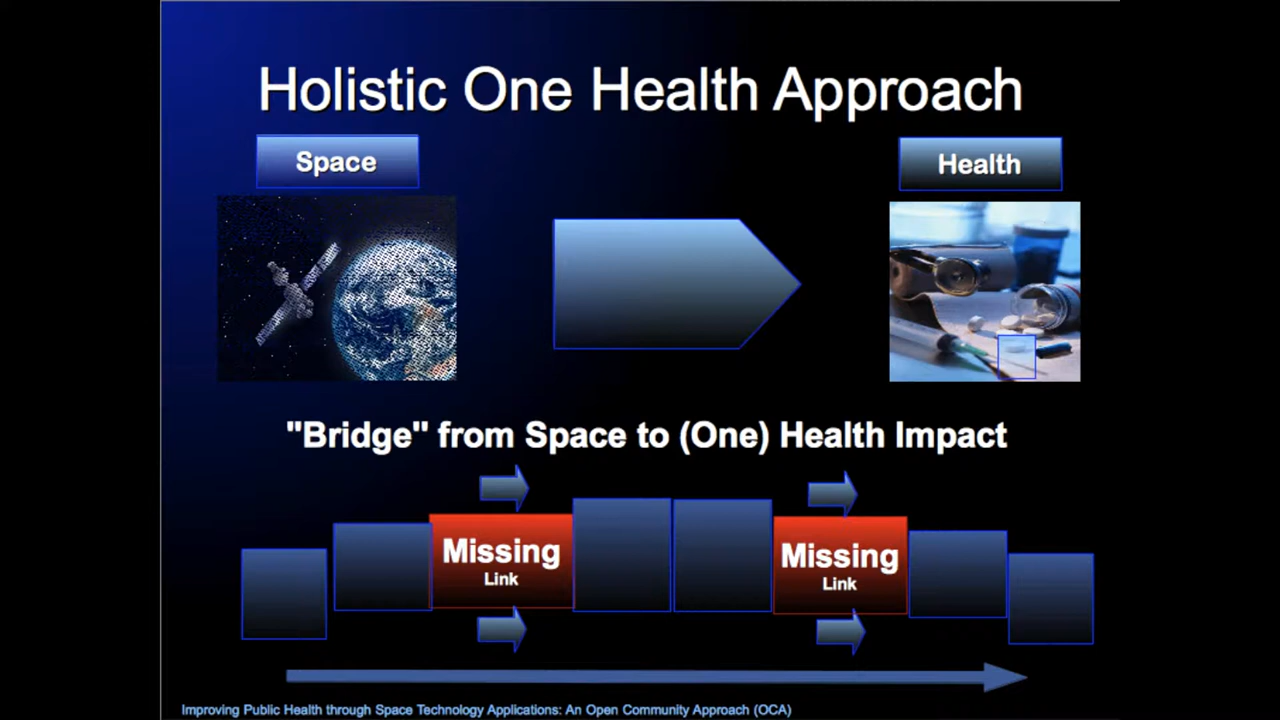 Holistic One Health Approach
Space
Health
"Bridge" from Space to (One) Health Impact
Missing
Link
Missing
Link
Improving Public Health through Space Technology Applications: An Open Community Approach (OCA)